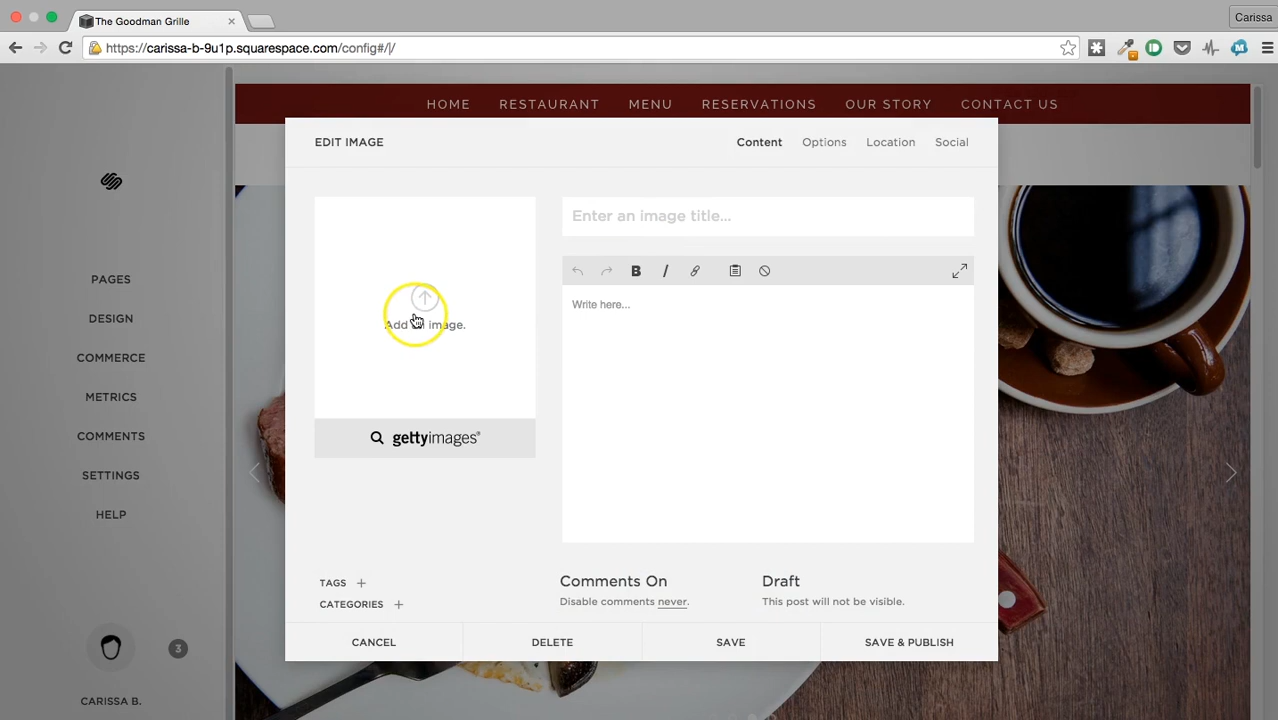 The Goodman Grille
Carissa
https://carissa-b-9u1p.squarespace.com/config#/|/
HOME RESTAURANT MENU RESERVATIONS OUR STORY CONTACT US
EDIT IMAGE
Content Options Location Social
Enter an image title...
Write here...
Add image.
gettyimages®
PAGES
DESIGN
COMMERCE
METRICS
COMMENTS
SETTINGS
HELP
3
CARISSA B.
TAGS +
CATEGORIES +
Comments On
Disable comments never.
Draft
This post will not be visible.
CANCEL DELETE SAVE SAVE & PUBLISH